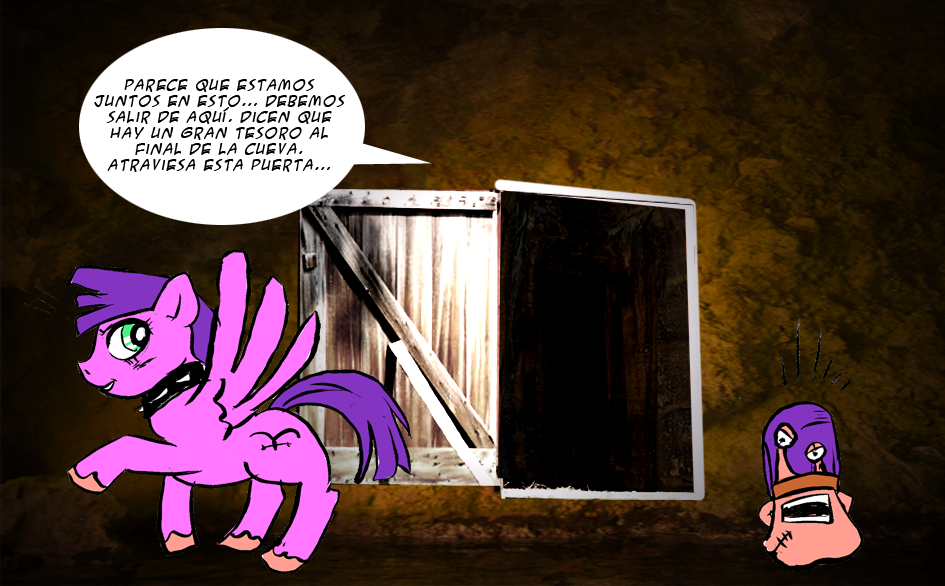 PARECE QUE ESTAMOS
JUNTOS EN ESTO... DEBEMOS
SALIR DE AQUÍ. DICEN QUE
HAY UN GRAN TESORO AL
FINAL DE LA CUEVA.
ATRAVIESA ESTA PUERTA...